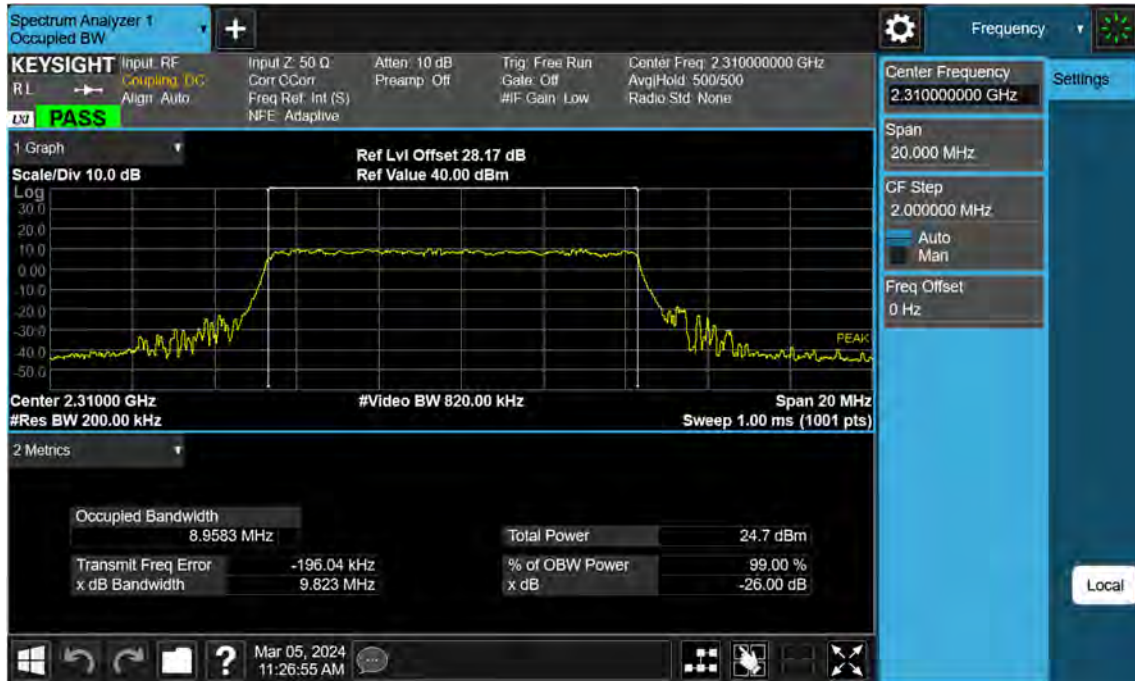 Spectrum Analyzer 1
Occupied BW
+
Frequency
KEYSIGHT
R L
LXI PASS
Input: RF
Coupling: DC
Align: Auto
Input Z: 50 Ω
Corr CCorr
Freq Ref: Int (S)
NFE: Adaptive
Atten: 10 dB
Preamp: Off
Trig: Free Run
Gate: Off
#IF Gain: Low
Center Freq: 2.310000000 GHz
Avg|Hold: 500/500
Radio Std: None
1 Graph
Scale/Div 10.0 dB
Ref Lvl Offset 28.17 dB
Ref Value 40.00 dBm
Log
30.0
20.0
10.0
0.00
-10.0
-20.0
-30.0
-40.0
-50.0
PEAK
Center 2.31000 GHz
#Video BW 820.00 kHz
Span 20 MHz
#Res BW 200.00 kHz
Sweep 1.00 ms (1001 pts)
2 Metrics
Occupied Bandwidth
8.9583 MHz
Total Power 24.7 dBm
Transmit Freq Error -196.04 kHz
% of OBW Power 99.00 %
x dB Bandwidth 9.823 MHz
x dB -26.00 dB
Center Frequency
2.310000000 GHz
Settings
Span
20.000 MHz
CF Step
2.000000 MHz
Auto
Man
Freq Offset
0 Hz
Local
?
Mar 05, 2024
11:26:55 AM